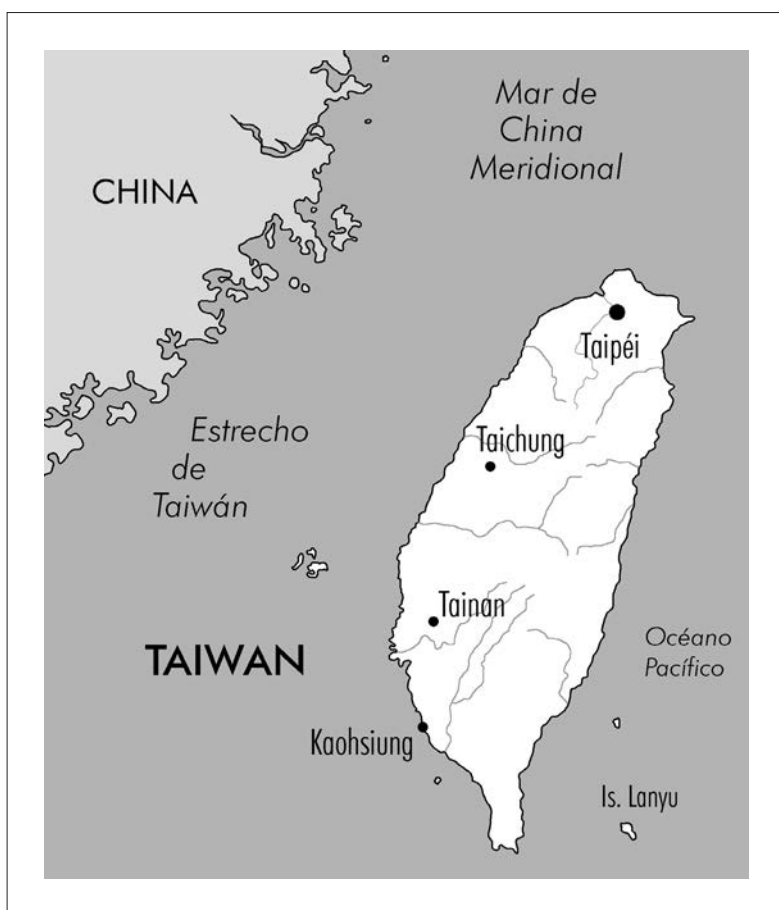 Mar de
China
Meridional
CHINA
Taipéi
Estrecho
de
Taiwán
Taichung
Tainan
TAIWAN
Océano
Pacífico
Kaohsiung
Is. Lanyu